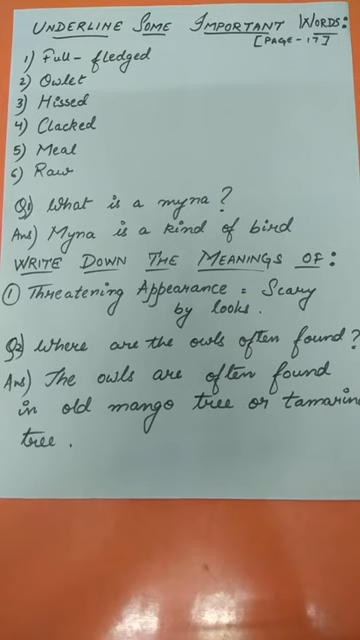 UNDERLINE SOME IMPORTANT WORDS:
[PAGE-17]
1) Full-fledged
2) Owlet
3) Hissed
4) Clacked
5) Meal
6) Raw
Q1) What is a myna?
Ans) Myna is a kind of bird
WRITE DOWN THE MEANINGS OF:
① Threatening Appearance = Scary
by looks.
Q2) Where are the owls often found?
Ans) The owls are often found
in old mango tree or tamarind
tree.